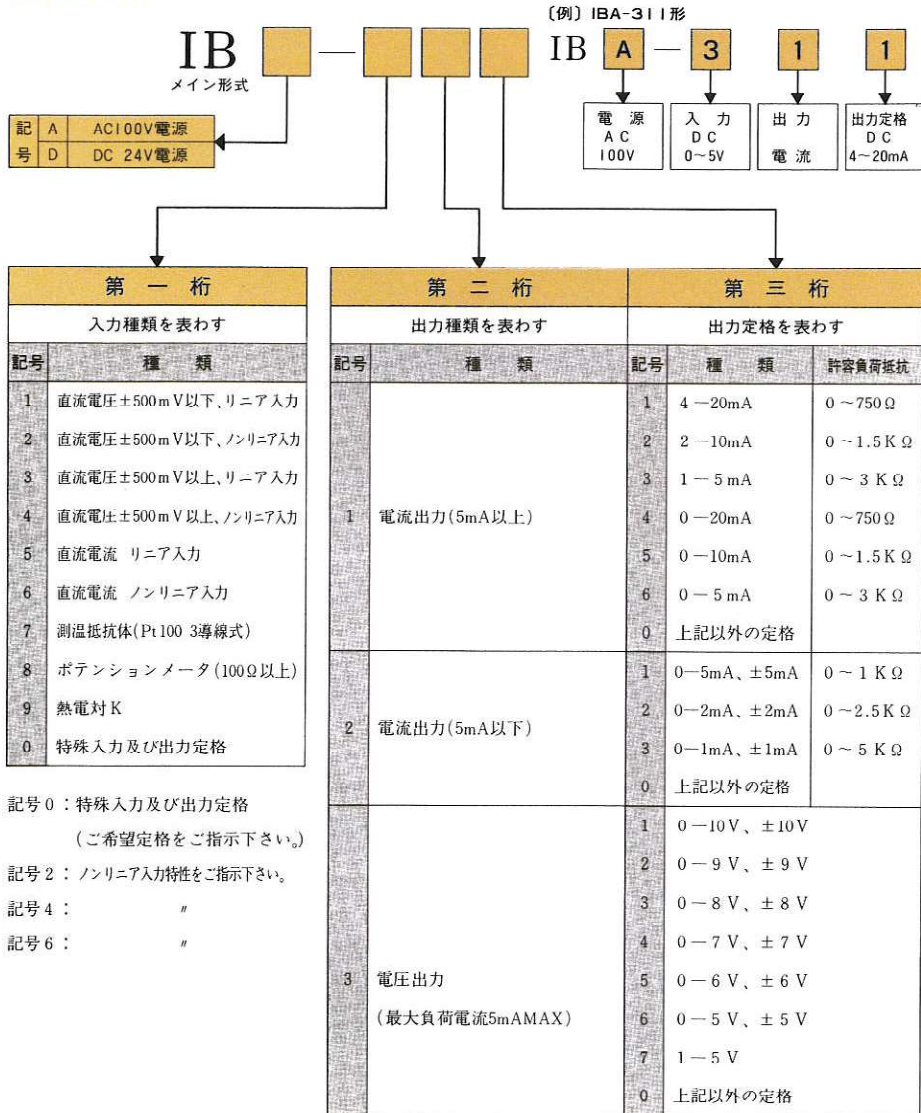 〔例〕IBA-311形
IB — 
メイン形式
IB A — 3 1 1
記号 A AC100V電源
D DC 24V電源
電源 AC 100V
入力 DC 0~5V
出力 電流
出力定格 DC 4~20mA
第一桁
入力種類を表わす
記号 種類
1 直流電圧±500mV以下、リニア入力
2 直流電圧±500mV以下、ノンリニア入力
3 直流電圧±500mV以上、リニア入力
4 直流電圧±500mV以上、ノンリニア入力
5 直流電流 リニア入力
6 直流電流 ノンリニア入力
7 測温抵抗体(Pt100 3導線式)
8 ポテンションメータ(100Ω以上)
9 熱電対K
0 特殊入力及び出力定格
記号0：特殊入力及び出力定格
(ご希望定格をご指示下さい。)
記号2：ノンリニア入力特性をご指示下さい。
記号4： 〃
記号6： 〃
第二桁 第三桁
出力種類を表わす 出力定格を表わす
記号 種類 記号 種類 許容負荷抵抗
1 電流出力(5mA以上)
1 4—20mA 0~750Ω
2 2—10mA 0~1.5KΩ
3 1—5mA 0~3KΩ
4 0—20mA 0~750Ω
5 0—10mA 0~1.5KΩ
6 0—5mA 0~3KΩ
0 上記以外の定格
2 電流出力(5mA以下)
1 0—5mA、±5mA 0~1KΩ
2 0—2mA、±2mA 0~2.5KΩ
3 0—1mA、±1mA 0~5KΩ
0 上記以外の定格
3 電圧出力
(最大負荷電流5mAMAX)
1 0—10V、±10V
2 0—9V、±9V
3 0—8V、±8V
4 0—7V、±7V
5 0—6V、±6V
6 0—5V、±5V
7 1—5V
0 上記以外の定格